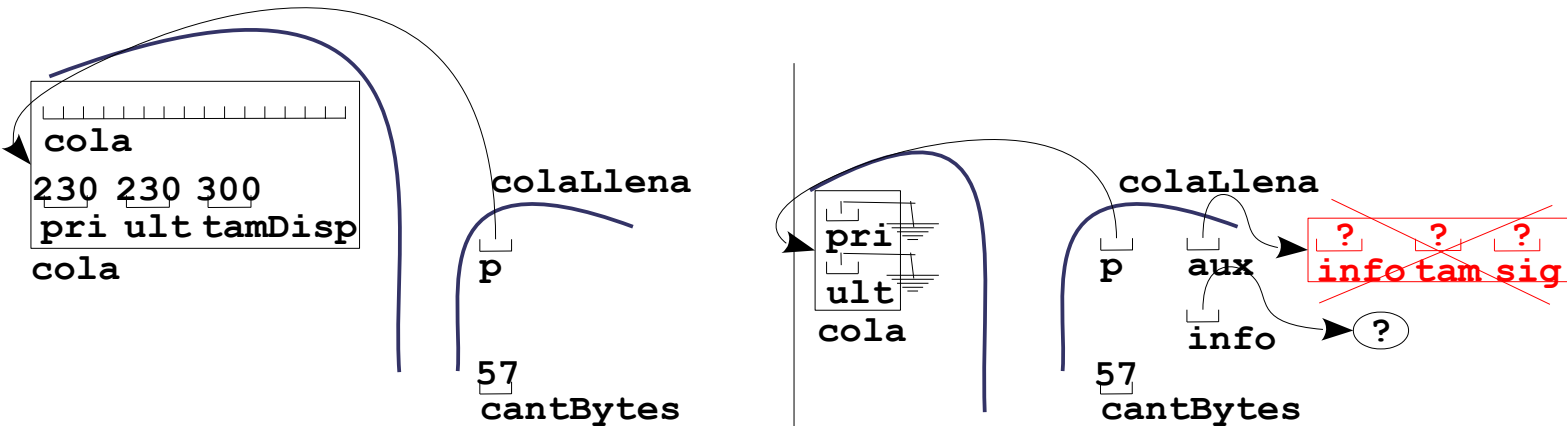 cola
230 230 300
pri ult tamDisp
cola
colaLlena
p
57
cantBytes
colaLlena
pri
ult
cola
p
aux
info
57
cantBytes
? ? ?
info tam sig
?